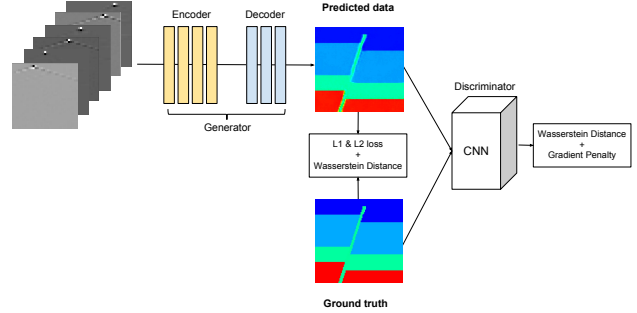 Encoder
Decoder
Predicted data
Generator
L1 & L2 loss
+
Wasserstein Distance
Discriminator
CNN
Wasserstein Distance
+
Gradient Penalty
Ground truth